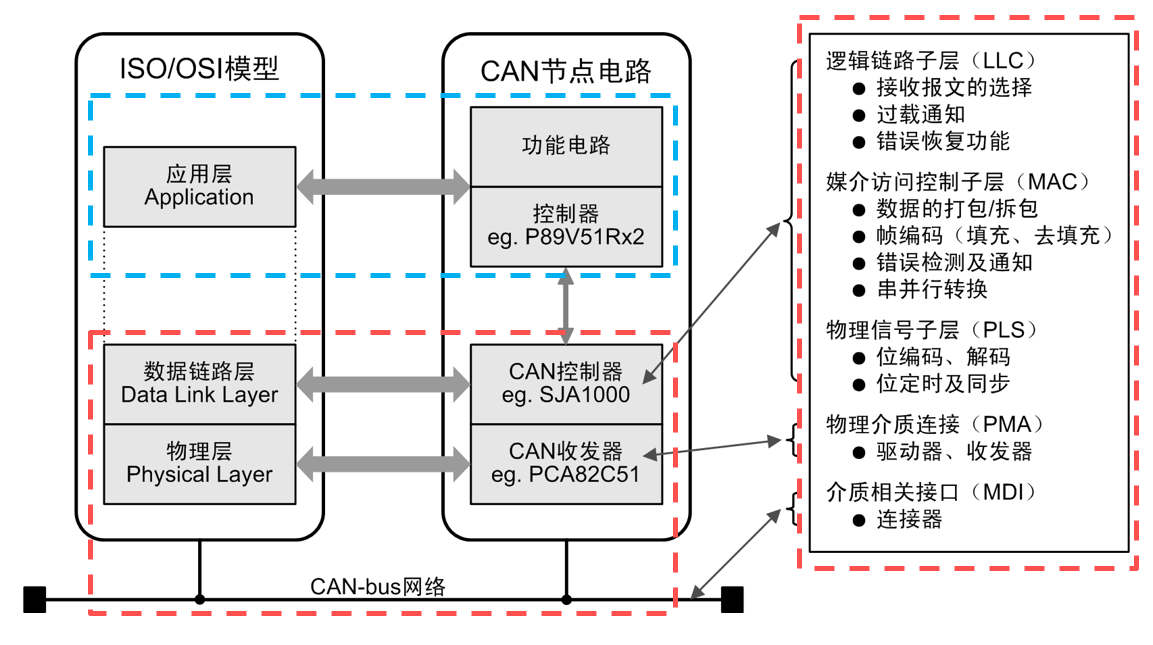 ISO/OSI模型
应用层
Application
数据链路层
Data Link Layer
物理层
Physical Layer
CAN节点电路
功能电路
控制器
eg. P89V51Rx2
CAN控制器
eg. SJA1000
CAN收发器
eg. PCA82C51
CAN-bus网络
逻辑链路子层（LLC）
● 接收报文的选择
● 过载通知
● 错误恢复功能
媒介访问控制子层（MAC）
● 数据的打包/拆包
● 帧编码（填充、去填充）
● 错误检测及通知
● 串并行转换
物理信号子层（PLS）
● 位编码、解码
● 位定时及同步
物理介质连接（PMA）
● 驱动器、收发器
介质相关接口（MDI）
● 连接器